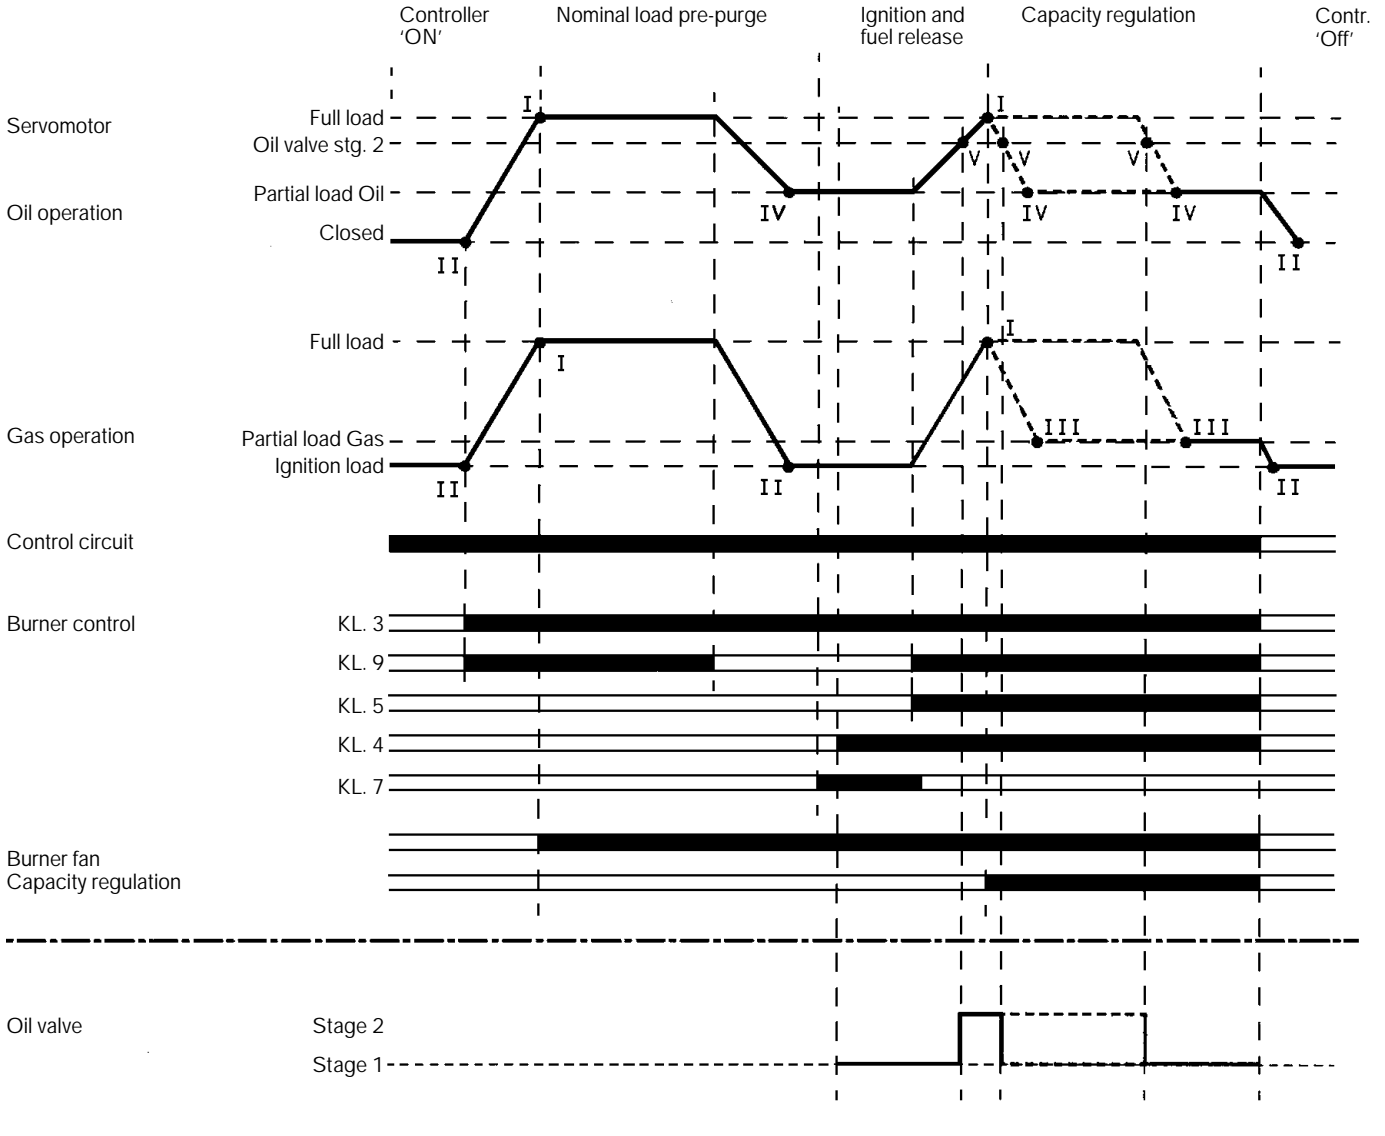 Controller
‘ON’
Nominal load pre-purge
Ignition and
fuel release
Capacity regulation
Contr.
‘Off’
Servomotor
Full load
I
I
Oil valve stg. 2
V
V
V
Oil operation
Partial load Oil
IV
IV
IV
Closed
II
II
Full load
I
I
Gas operation
Partial load Gas
III
III
Ignition load
II
II
II
Control circuit
Burner control
KL. 3
KL. 9
KL. 5
KL. 4
KL. 7
Burner fan
Capacity regulation
Oil valve
Stage 2
Stage 1